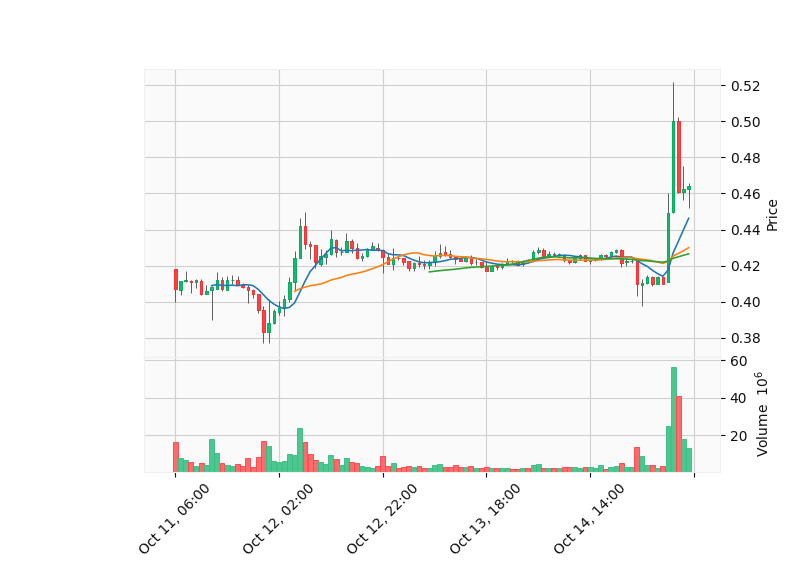 0.52
0.50
0.48
0.46
0.44
0.42
0.40
0.38
Price
60
40
20
Volume 10^6
Oct 11, 06:00
Oct 12, 02:00
Oct 12, 22:00
Oct 13, 18:00
Oct 14, 14:00